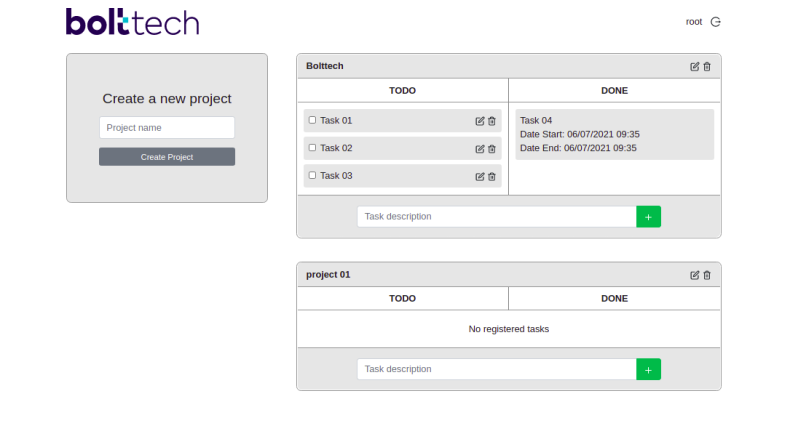 bolttech
root
Create a new project
Project name
Create Project
Bolttech
TODO
DONE
Task 01
Task 02
Task 03
Task 04
Date Start: 06/07/2021 09:35
Date End: 06/07/2021 09:35
Task description
+
project 01
TODO
DONE
No registered tasks
Task description
+